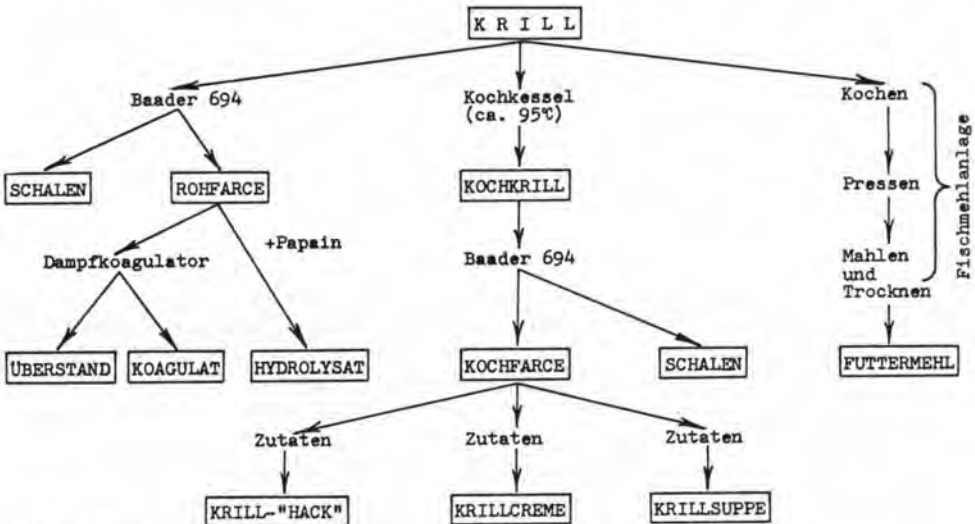 K R I L L
Baader 694
Kochkessel
(ca. 95℃)
Kochen
SCHALEN
ROHFARCE
KOCHKRILL
Pressen
Fischmehlanlage
+Papain
Dampfkoagulator
Baader 694
Mahlen
und
Trocknen
ÜBERSTAND
KOAGULAT
HYDROLYSAT
KOCHFARCE
SCHALEN
FUTTERMEHL
Zutaten
Zutaten
Zutaten
KRILL-"HACK"
KRILLCREME
KRILLSUPPE